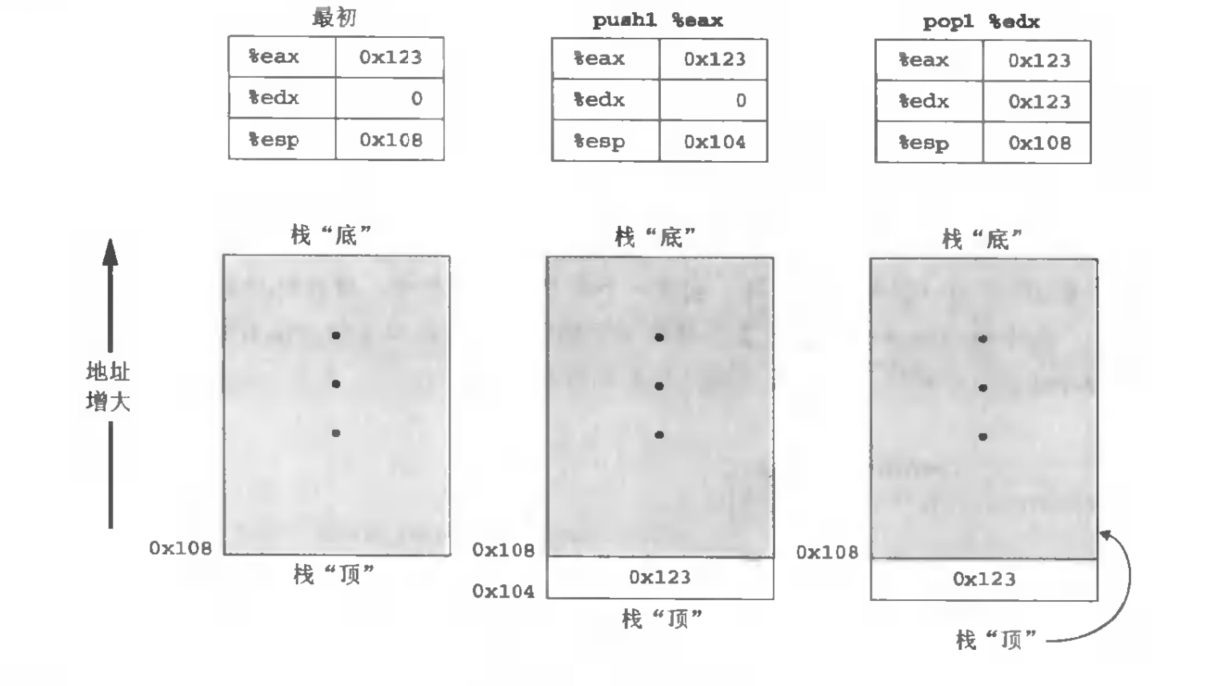 最初
%eax 0x123
%edx 0
%esp 0x108
pushl %eax
%eax 0x123
%edx 0
%esp 0x104
popl %edx
%eax 0x123
%edx 0x123
%esp 0x108
地址
增大
栈“底”
0x108
栈“顶”
栈“底”
0x108
0x123
0x104
栈“顶”
栈“底”
0x108
0x123
栈“顶”